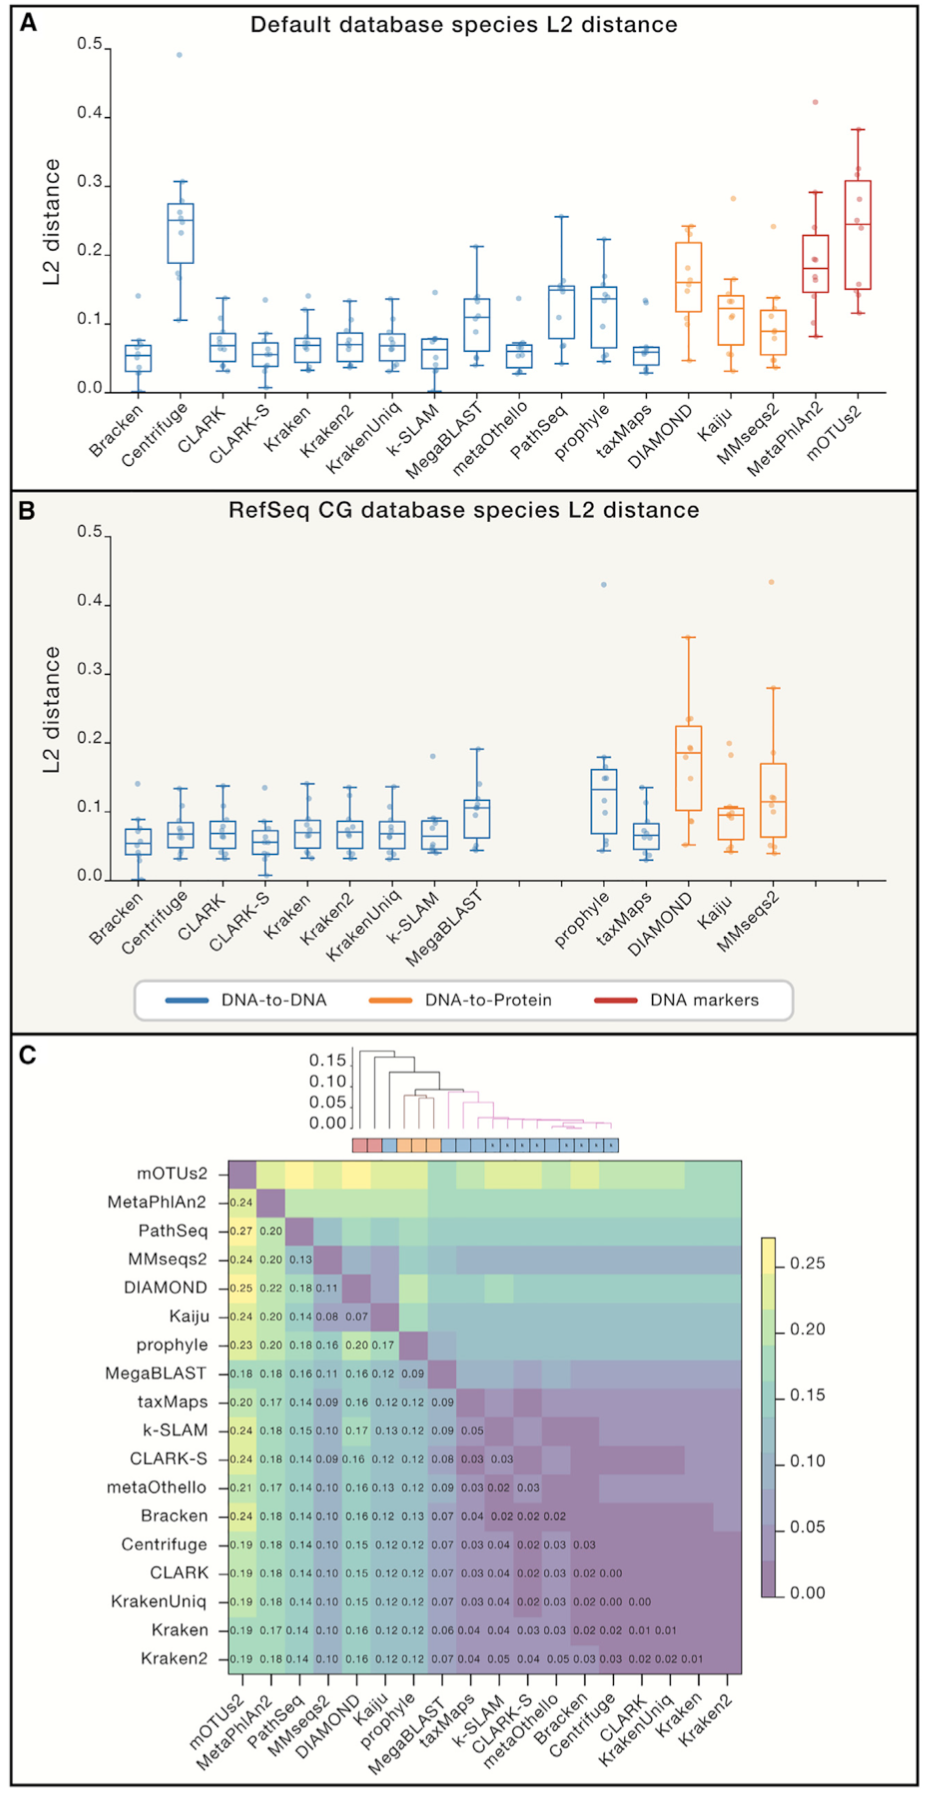 A
Default database species L2 distance
0.5
0.4
0.3
0.2
0.1
0.0
L2 distance
Bracken
Centrifuge
CLARK
CLARK-S
Kraken
Kraken2
KrakenUniq
k-SLAM
MegaBLAST
metaOthello
PathSeq
prophyle
taxMaps
DIAMOND
Kaiju
MMseqs2
MetaPhlAn2
mOTUs2
B
RefSeq CG database species L2 distance
0.5
0.4
0.3
0.2
0.1
0.0
L2 distance
Bracken
Centrifuge
CLARK
CLARK-S
Kraken
Kraken2
KrakenUniq
k-SLAM
MegaBLAST
prophyle
taxMaps
DIAMOND
Kaiju
MMseqs2
DNA-to-DNA DNA-to-Protein DNA markers
C
0.15
0.10
0.05
0.00
mOTUs2
MetaPhlAn2 0.24
PathSeq 0.27 0.20
MMseqs2 0.24 0.20 0.13
DIAMOND 0.25 0.22 0.18 0.11
Kaiju 0.24 0.20 0.14 0.08 0.07
prophyle 0.23 0.20 0.18 0.16 0.20 0.17
MegaBLAST 0.18 0.18 0.16 0.11 0.16 0.12 0.09
taxMaps 0.20 0.17 0.14 0.09 0.16 0.12 0.12 0.09
k-SLAM 0.24 0.18 0.15 0.10 0.17 0.13 0.12 0.09 0.05
CLARK-S 0.24 0.18 0.14 0.09 0.16 0.12 0.12 0.08 0.03 0.03
metaOthello 0.21 0.17 0.14 0.10 0.16 0.13 0.12 0.09 0.03 0.02 0.03
Bracken 0.24 0.18 0.14 0.10 0.16 0.12 0.13 0.07 0.04 0.02 0.02 0.02
Centrifuge 0.19 0.18 0.14 0.10 0.15 0.12 0.12 0.07 0.03 0.04 0.02 0.03 0.03
CLARK 0.19 0.18 0.14 0.10 0.15 0.12 0.12 0.07 0.03 0.04 0.02 0.03 0.02 0.00
KrakenUniq 0.19 0.18 0.14 0.10 0.15 0.12 0.12 0.07 0.03 0.04 0.02 0.03 0.02 0.00 0.00
Kraken 0.19 0.17 0.14 0.10 0.16 0.12 0.12 0.06 0.04 0.04 0.03 0.03 0.02 0.02 0.01 0.01
Kraken2 0.19 0.18 0.14 0.10 0.16 0.12 0.12 0.07 0.04 0.05 0.04 0.05 0.03 0.03 0.02 0.02 0.01
mOTUs2
MetaPhlAn2
PathSeq
MMseqs2
DIAMOND
Kaiju
prophyle
MegaBLAST
taxMaps
k-SLAM
CLARK-S
metaOthello
Bracken
Centrifuge
CLARK
KrakenUniq
Kraken
Kraken2
0.25
0.20
0.15
0.10
0.05
0.00